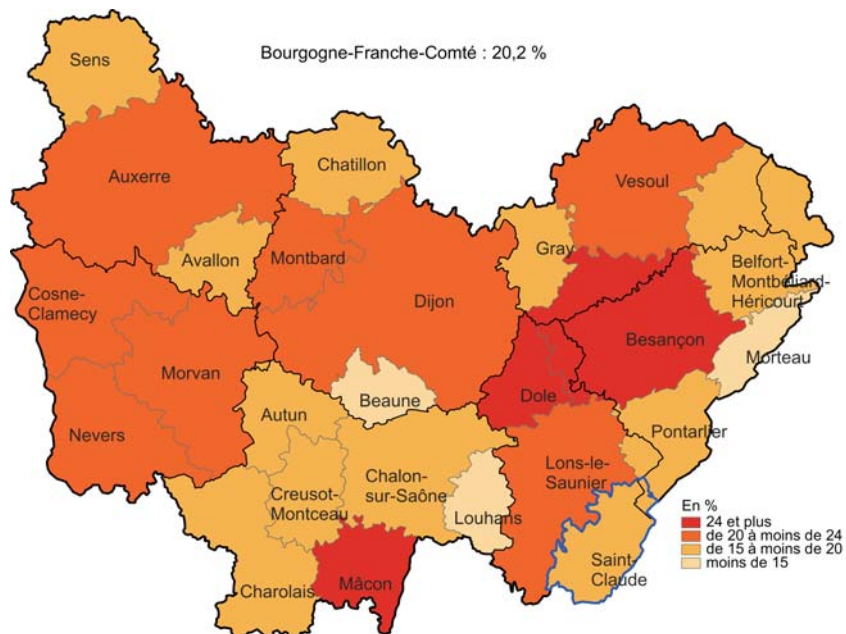 Bourgogne-Franche-Comté : 20,2 %
Sens
Auxerre
Chatillon
Vesoul
Avallon
Montbard
Gray
Belfort-
Montbéliard-
Héricourt
Cosne-
Clamecy
Dijon
Besançon
Morteau
Morvan
Beaune
Dole
Autun
Nevers
Pontarlier
Chalon-
sur-Saône
Lons-le-
Saunier
Creusot-
Montceau
Louhans
Saint-
Claude
Charolais
Mâcon
En %
24 et plus
de 20 à moins de 24
de 15 à moins de 20
moins de 15